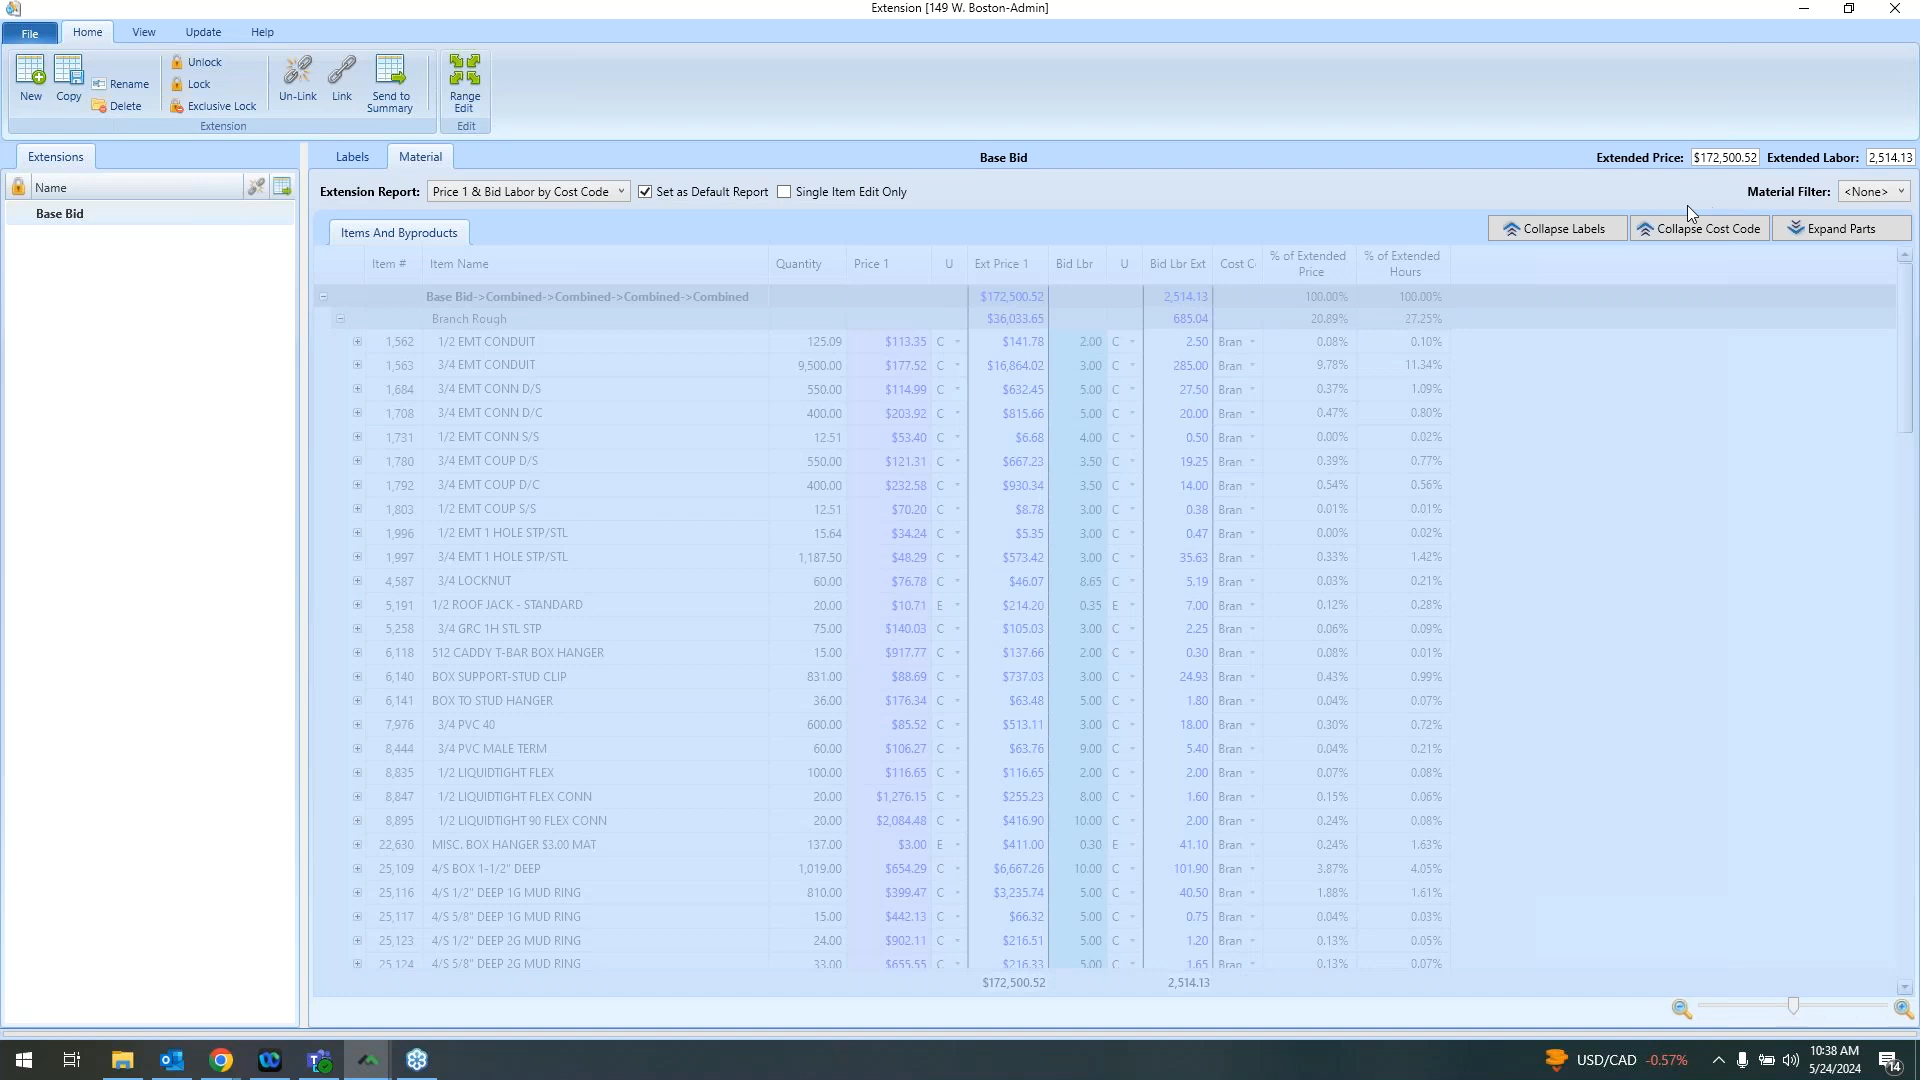 Extension [149 W. Boston-Admin]
File Home View Update Help
New Copy Rename Delete Unlock Lock Exclusive Lock Un-Link Link Send to Summary Range Edit
Extension Edit
Extensions
Name
Base Bid
Labels Material Base Bid Extended Price: $172,500.52 Extended Labor: 2,514.13
Extension Report: Price 1 & Bid Labor by Cost Code Set as Default Report Single Item Edit Only Material Filter: <None>
Items And Byproducts Collapse Labels Collapse Cost Code Expand Parts
Item # Item Name Quantity Price 1 U Ext Price 1 Bid Lbr U Bid Lbr Ext Cost C % of Extended Price % of Extended Hours
Base Bid->Combined->Combined->Combined->Combined $172,500.52 2,514.13 100.00% 100.00%
Branch Rough $36,033.65 685.04 20.89% 27.25%
1,562 1/2 EMT CONDUIT 125.09 $113.35 C $141.78 2.00 C 2.50 Bran 0.08% 0.10%
1,563 3/4 EMT CONDUIT 9,500.00 $177.52 C $16,864.02 3.00 C 285.00 Bran 9.78% 11.34%
1,684 3/4 EMT CONN D/S 550.00 $114.99 C $632.45 5.00 C 27.50 Bran 0.37% 1.09%
1,708 3/4 EMT CONN D/C 400.00 $203.92 C $815.66 5.00 C 20.00 Bran 0.47% 0.80%
1,731 1/2 EMT CONN S/S 12.51 $53.40 C $6.68 4.00 C 0.50 Bran 0.00% 0.02%
1,780 3/4 EMT COUP D/S 550.00 $121.31 C $667.23 3.50 C 19.25 Bran 0.39% 0.77%
1,792 3/4 EMT COUP D/C 400.00 $232.58 C $930.34 3.50 C 14.00 Bran 0.54% 0.56%
1,803 1/2 EMT COUP S/S 12.51 $70.20 C $8.78 3.00 C 0.38 Bran 0.01% 0.01%
1,996 1/2 EMT 1 HOLE STP/STL 15.64 $34.24 C $5.35 3.00 C 0.47 Bran 0.00% 0.02%
1,997 3/4 EMT 1 HOLE STP/STL 1,187.50 $48.29 C $573.42 3.00 C 35.63 Bran 0.33% 1.42%
4,587 3/4 LOCKNUT 60.00 $76.78 C $46.07 8.65 C 5.19 Bran 0.03% 0.21%
5,191 1/2 ROOF JACK - STANDARD 20.00 $10.71 E $214.20 0.35 E 7.00 Bran 0.12% 0.28%
5,258 3/4 GRC 1H STL STP 75.00 $140.03 C $105.03 3.00 C 2.25 Bran 0.06% 0.09%
6,118 512 CADDY T-BAR BOX HANGER 15.00 $917.77 C $137.66 2.00 C 0.30 Bran 0.08% 0.01%
6,140 BOX SUPPORT-STUD CLIP 831.00 $88.69 C $737.03 3.00 C 24.93 Bran 0.43% 0.99%
6,141 BOX TO STUD HANGER 36.00 $176.34 C $63.48 5.00 C 1.80 Bran 0.04% 0.07%
7,976 3/4 PVC 40 600.00 $85.52 C $513.11 3.00 C 18.00 Bran 0.30% 0.72%
8,444 3/4 PVC MALE TERM 60.00 $106.27 C $63.76 9.00 C 5.40 Bran 0.04% 0.21%
8,835 1/2 LIQUIDTIGHT FLEX 100.00 $116.65 C $116.65 2.00 C 2.00 Bran 0.07% 0.08%
8,847 1/2 LIQUIDTIGHT FLEX CONN 20.00 $1,276.15 C $255.23 8.00 C 1.60 Bran 0.15% 0.06%
8,895 1/2 LIQUIDTIGHT 90 FLEX CONN 20.00 $2,084.48 C $416.90 10.00 C 2.00 Bran 0.24% 0.08%
22,630 MISC. BOX HANGER $3.00 MAT 137.00 $3.00 E $411.00 0.30 E 41.10 Bran 0.24% 1.63%
25,109 4/S BOX 1-1/2" DEEP 1,019.00 $654.29 C $6,667.26 10.00 C 101.90 Bran 3.87% 4.05%
25,116 4/S 1/2" DEEP 1G MUD RING 810.00 $399.47 C $3,235.74 5.00 C 40.50 Bran 1.88% 1.61%
25,117 4/S 5/8" DEEP 1G MUD RING 15.00 $442.13 C $66.32 5.00 C 0.75 Bran 0.04% 0.03%
25,123 4/S 1/2" DEEP 2G MUD RING 24.00 $902.11 C $216.51 5.00 C 1.20 Bran 0.13% 0.05%
25,124 4/S 5/8" DEEP 2G MUD RING 33.00 $655.55 C $216.33 5.00 C 1.65 Bran 0.13% 0.07%
$172,500.52 2,514.13
USD/CAD -0.57% 10:38 AM
5/24/2024 14